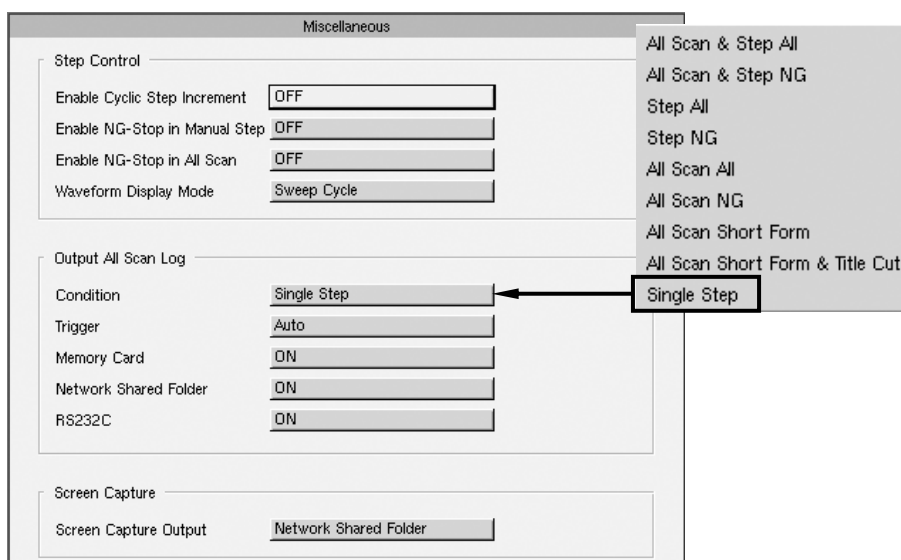 Miscellaneous
Step Control
Enable Cyclic Step Increment OFF
Enable NG-Stop in Manual Step OFF
Enable NG-Stop in All Scan OFF
Waveform Display Mode Sweep Cycle
Output All Scan Log
Condition Single Step
Trigger Auto
Memory Card ON
Network Shared Folder ON
RS232C ON
Screen Capture
Screen Capture Output Network Shared Folder
All Scan & Step All
All Scan & Step NG
Step All
Step NG
All Scan All
All Scan NG
All Scan Short Form
All Scan Short Form & Title Cut
Single Step